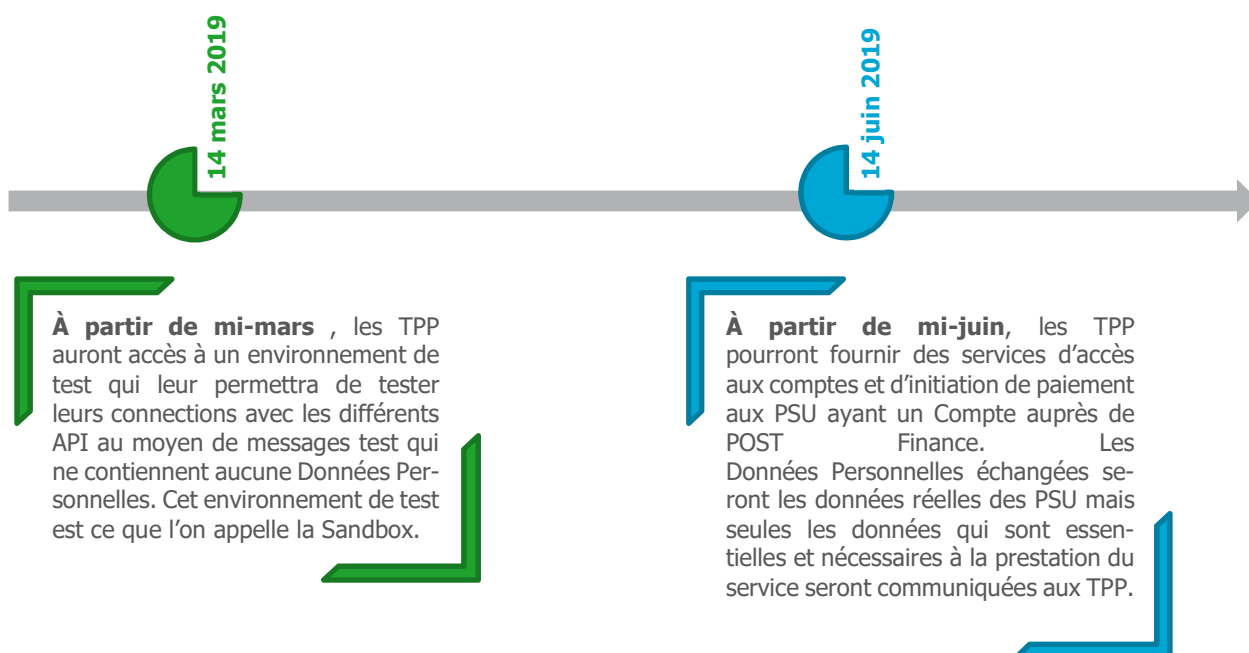 14 mars 2019
14 juin 2019
À partir de mi-mars , les TPP
auront accès à un environnement de
test qui leur permettra de tester
leurs connections avec les différents
API au moyen de messages test qui
ne contiennent aucune Données Per-
sonnelles. Cet environnement de test
est ce que l’on appelle la Sandbox.
À partir de mi-juin, les TPP
pourront fournir des services d’accès
aux comptes et d’initiation de paiement
aux PSU ayant un Compte auprès de
POST Finance. Les
Données Personnelles échangées se-
ront les données réelles des PSU mais
seules les données qui sont essen-
tielles et nécessaires à la prestation du
service seront communiquées aux TPP.